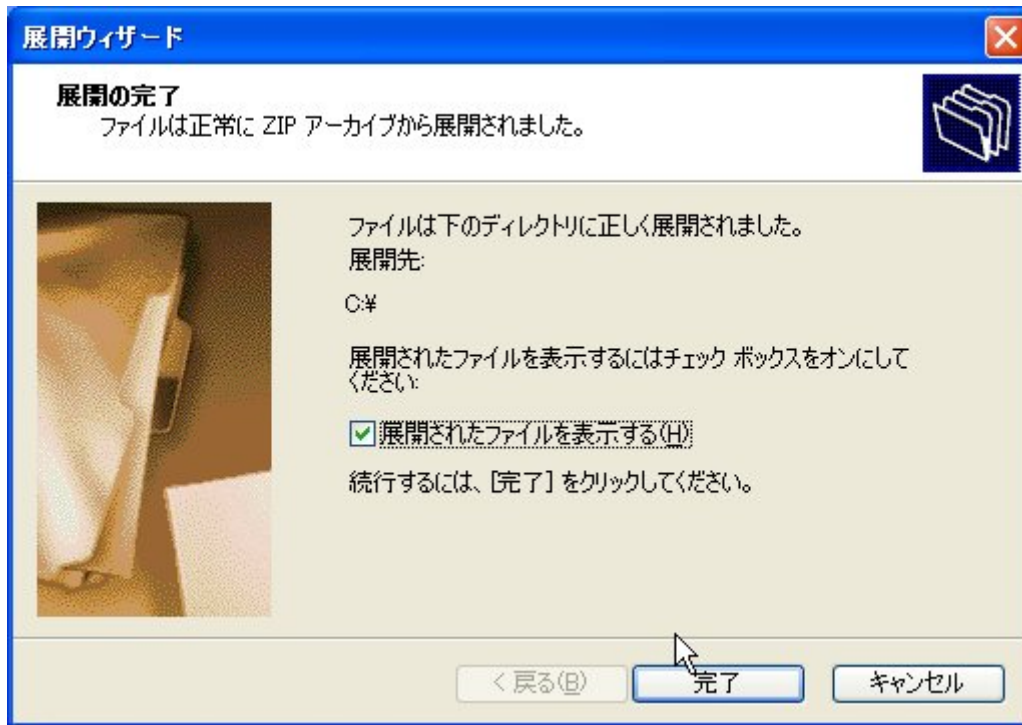 展開ウィザード
展開の完了
ファイルは正常に ZIP アーカイブから展開されました。
ファイルは下のディレクトリに正しく展開されました。
展開先:
C:¥
展開されたファイルを表示するにはチェック ボックスをオンにして
ください:
展開されたファイルを表示する(H)
続行するには、[完了] をクリックしてください。
< 戻る(B)
完了
キャンセル